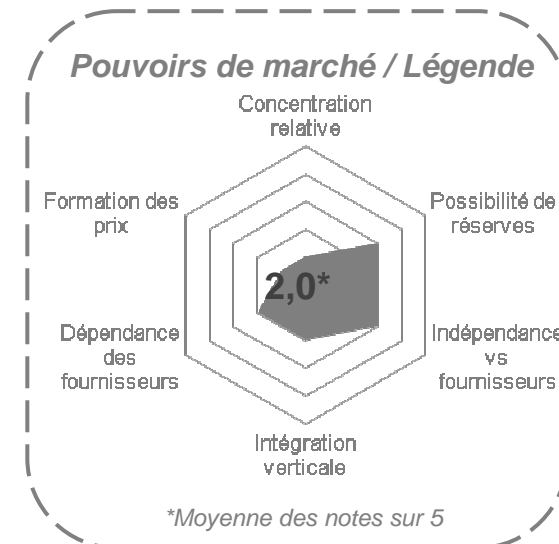 Pouvoirs de marché / Légende
Concentration
relative
Formation des
prix
Possibilité de
réserves
2,0*
Dépendance
des
fournisseurs
Indépendance
vs
fournisseurs
Intégration
verticale
*Moyenne des notes sur 5